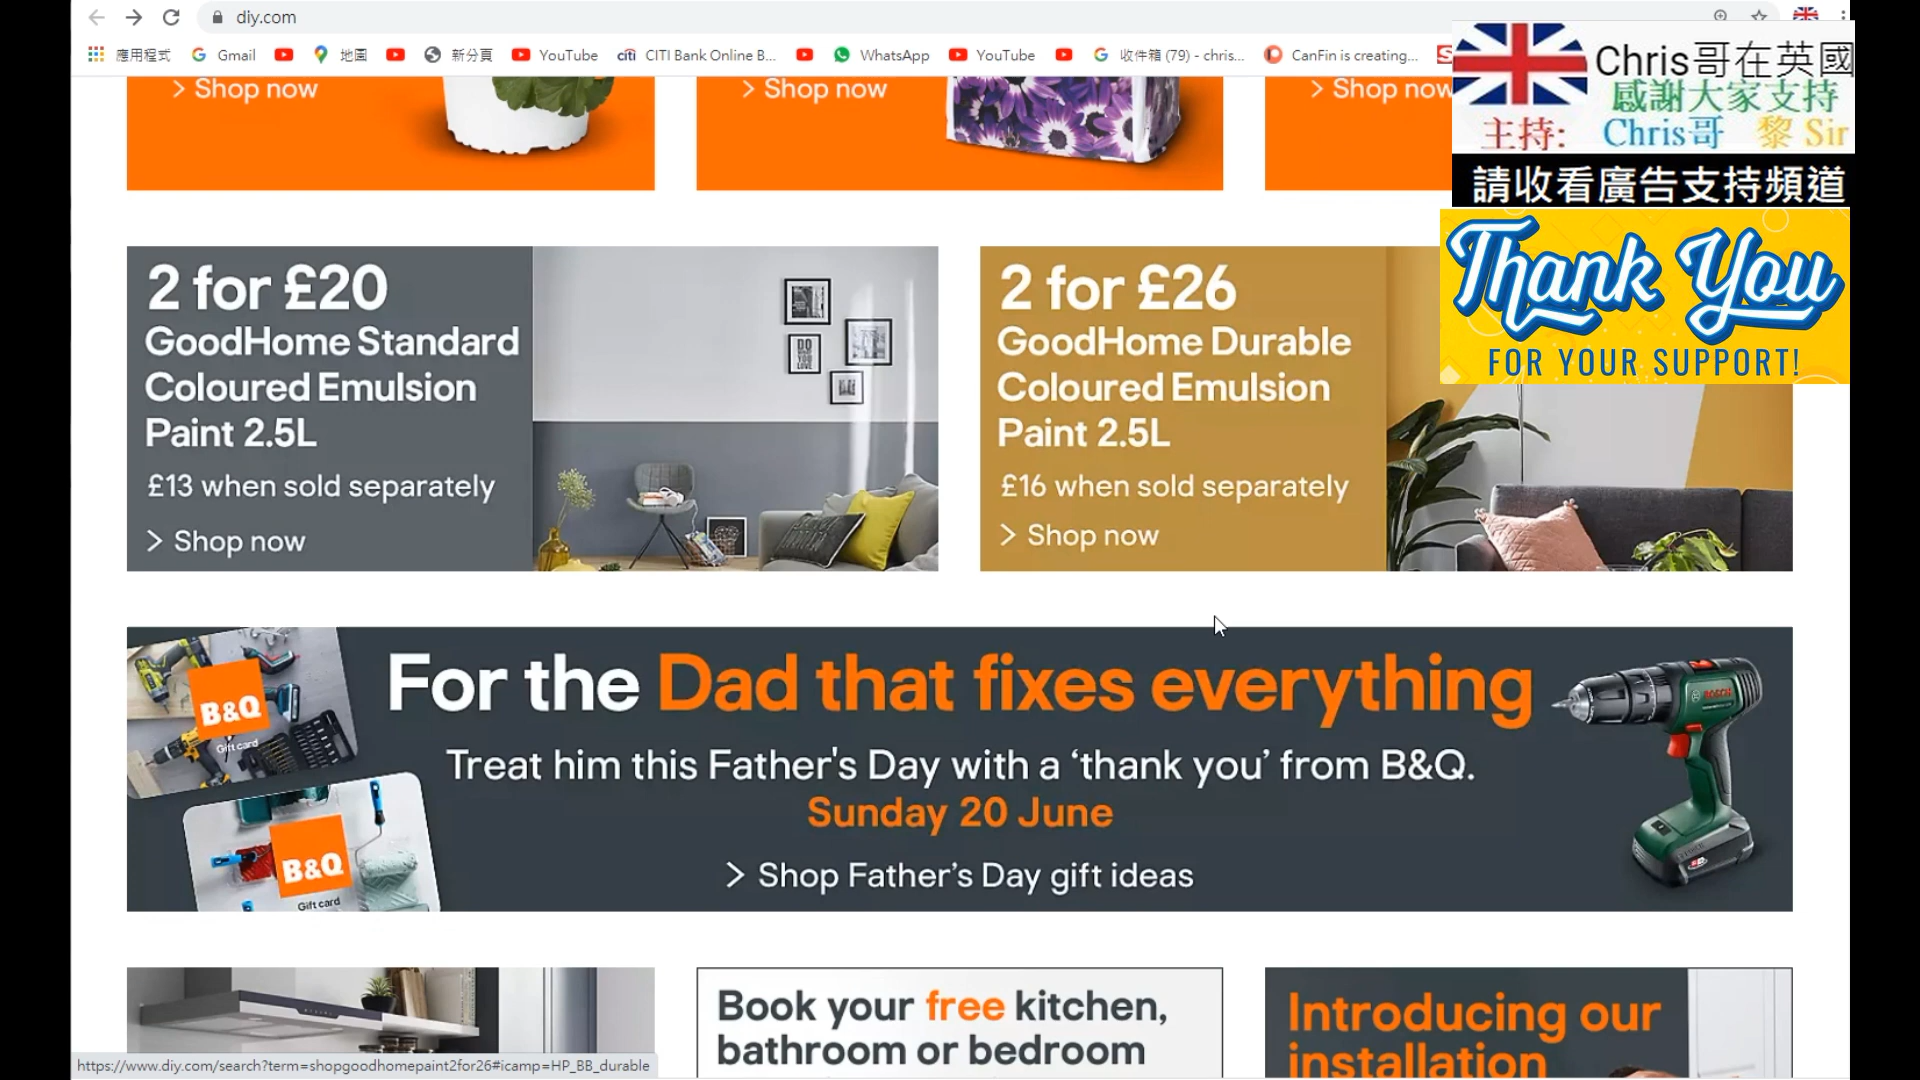 diy.com
應用程式
Gmail
地圖
新分頁
YouTube
citi CITI Bank Online B...
WhatsApp
YouTube
收件箱 (79) - chris...
CanFin is creating...
Chris哥在英國
感謝大家支持
主持: Chris哥 黎 Sir
請收看廣告支持頻道
Thank You
FOR YOUR SUPPORT!
> Shop now
> Shop now
> Shop now
2 for £20
GoodHome Standard
Coloured Emulsion
Paint 2.5L
£13 when sold separately
> Shop now
DO
YOU
LOVE
2 for £26
GoodHome Durable
Coloured Emulsion
Paint 2.5L
£16 when sold separately
> Shop now
B&Q
Gift card
B&Q
Gift card
For the Dad that fixes everything
Treat him this Father's Day with a ‘thank you’ from B&Q.
Sunday 20 June
> Shop Father’s Day gift ideas
BOSCH
Book your free kitchen,
bathroom or bedroom
Introducing our
installation
https://www.diy.com/search?term=shopgoodhomepaint2for26#icamp=HP_BB_durable